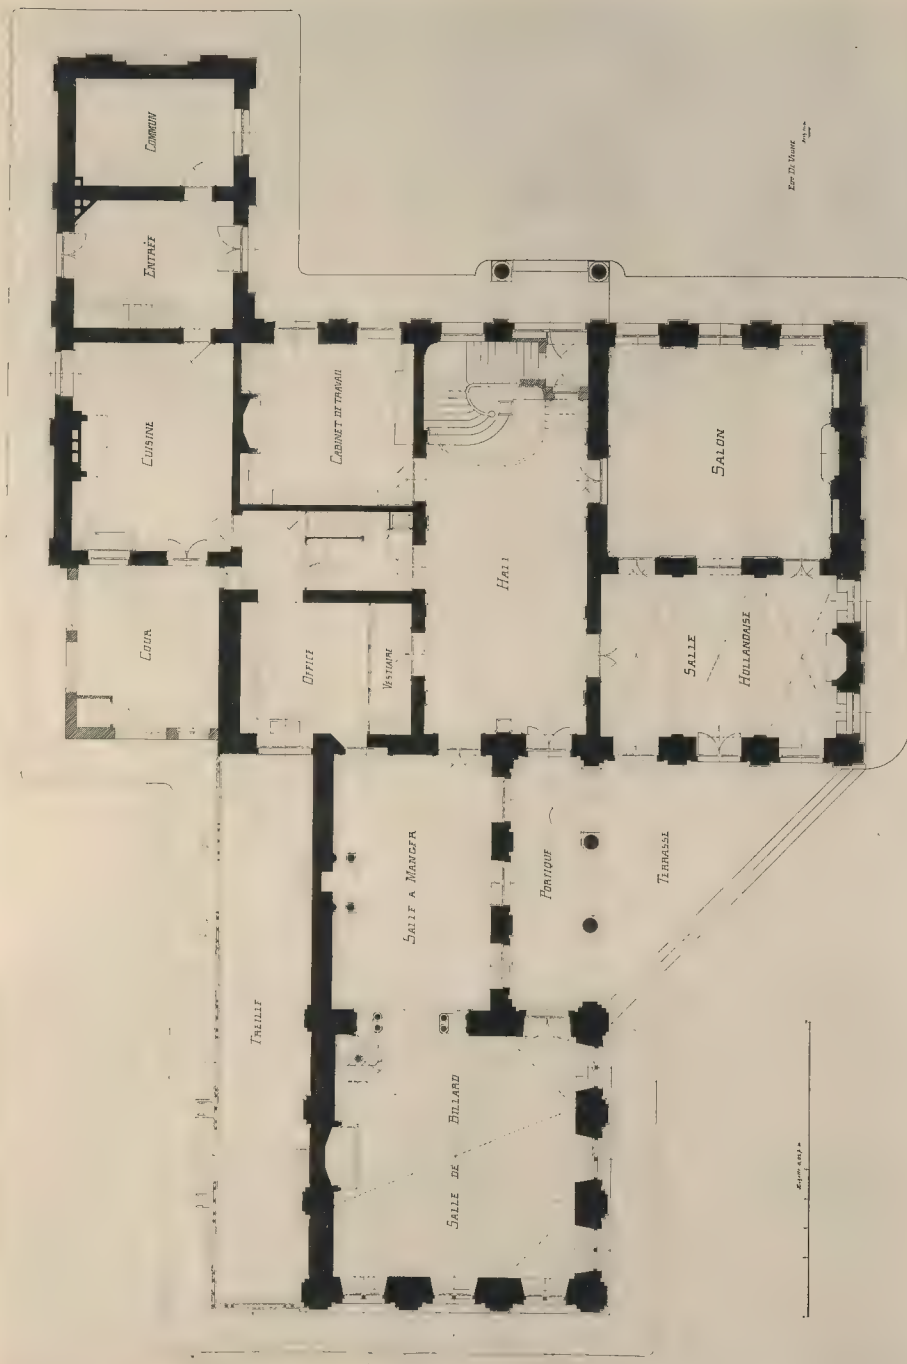 COMMUN
ENTRÉE
CUISINE
CABINET DE TRAVAIL
SALON
HALL
COUR
OFFICE
VESTIAIRE
SALLE
HOLLANDAISE
SALLE A MANGER
PORTIQUE
TERRASSE
TREILLE
SALLE DE BILLARD